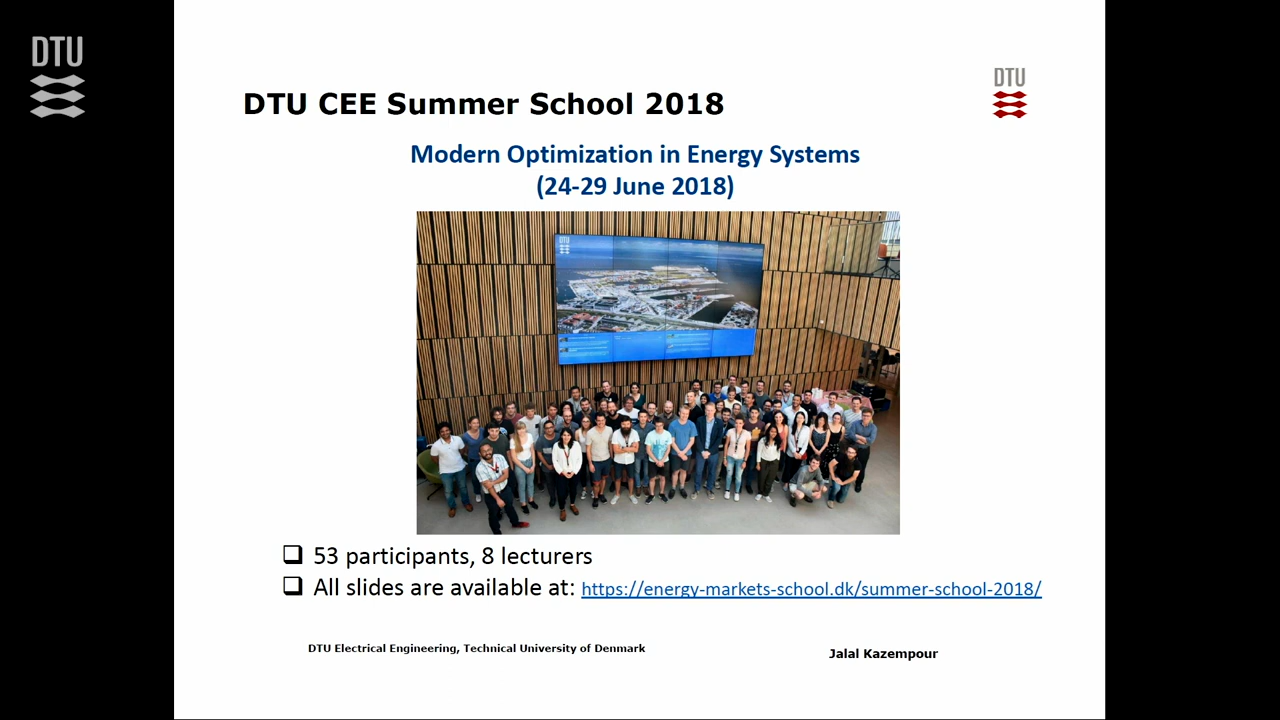 DTU
DTU
DTU CEE Summer School 2018
Modern Optimization in Energy Systems
(24-29 June 2018)
DTU
53 participants, 8 lecturers
All slides are available at: https://energy-markets-school.dk/summer-school-2018/
DTU Electrical Engineering, Technical University of Denmark
Jalal Kazempour